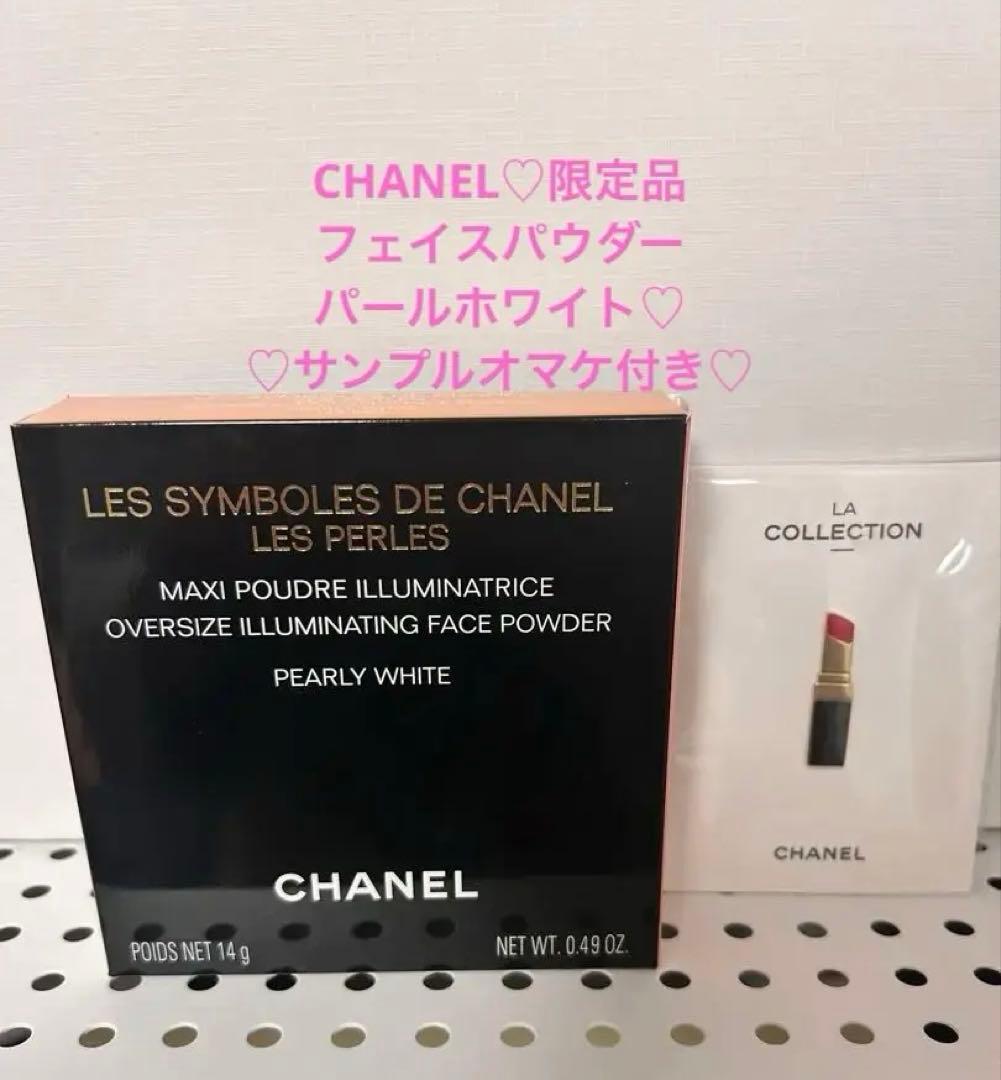 CHANEL♡限定品
フェイスパウダー
パールホワイト♡
♡サンプルオマケ付き♡
LES SYMBOLES DE CHANEL
LES PERLES
MAXI POUDRE ILLUMINATRICE
OVERSIZE ILLUMINATING FACE POWDER
PEARLY WHITE
CHANEL
POIDS NET 14 g
NET WT. 0.49 OZ.
LA
COLLECTION
CHANEL